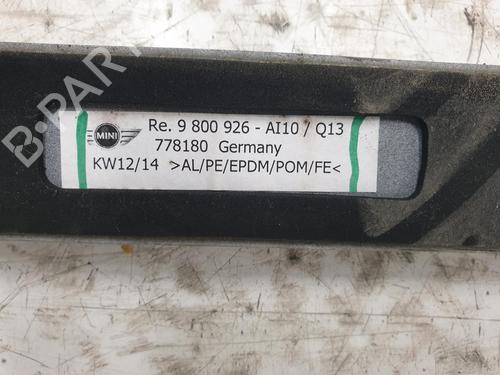 B-PARTS
MINI
Re. 9 800 926 - AI10 / Q13
778180 Germany
KW12/14 >AL/PE/EPDM/POM/FE<